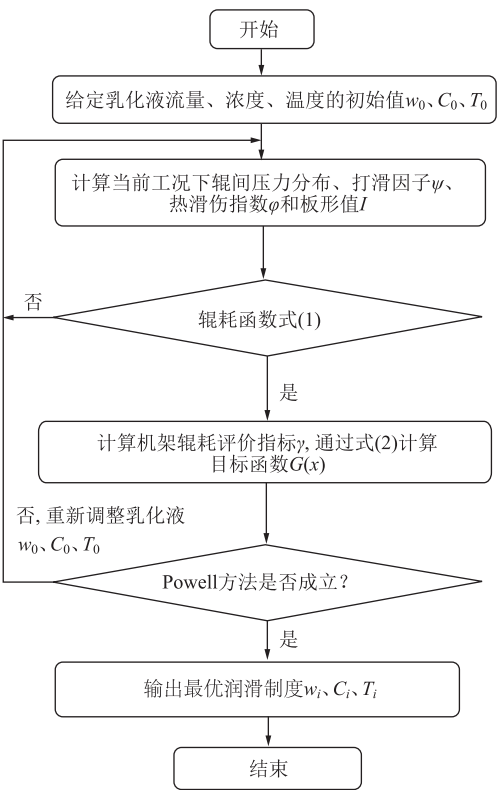 开始
给定乳化液流量、浓度、温度的初始值w₀、C₀、T₀
计算当前工况下辊间压力分布、打滑因子ψ、
热滑伤指数φ和板形值I
否
辊耗函数式(1)
是
计算机架辊耗评价指标γ, 通过式(2)计算
目标函数G(x)
否, 重新调整乳化液
w₀、C₀、T₀
Powell方法是否成立？
是
输出最优润滑制度wᵢ、Cᵢ、Tᵢ
结束